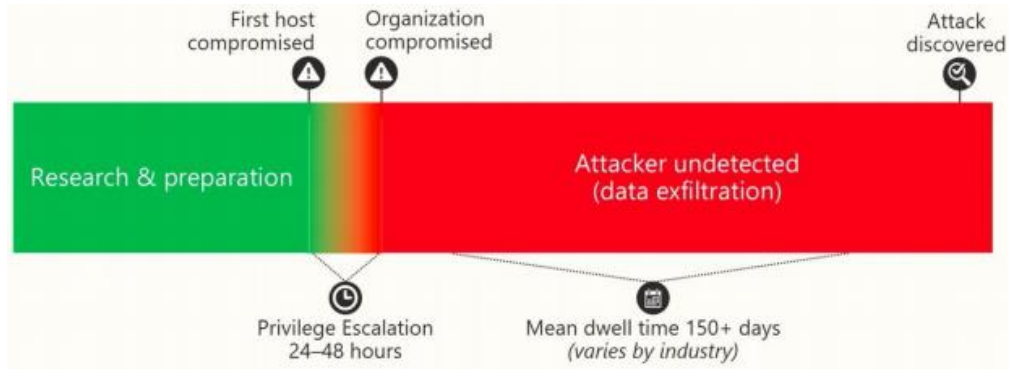 First host
compromised
Organization
compromised
Attack
discovered
Research & preparation
Attacker undetected
(data exfiltration)
Privilege Escalation
24–48 hours
Mean dwell time 150+ days
(varies by industry)